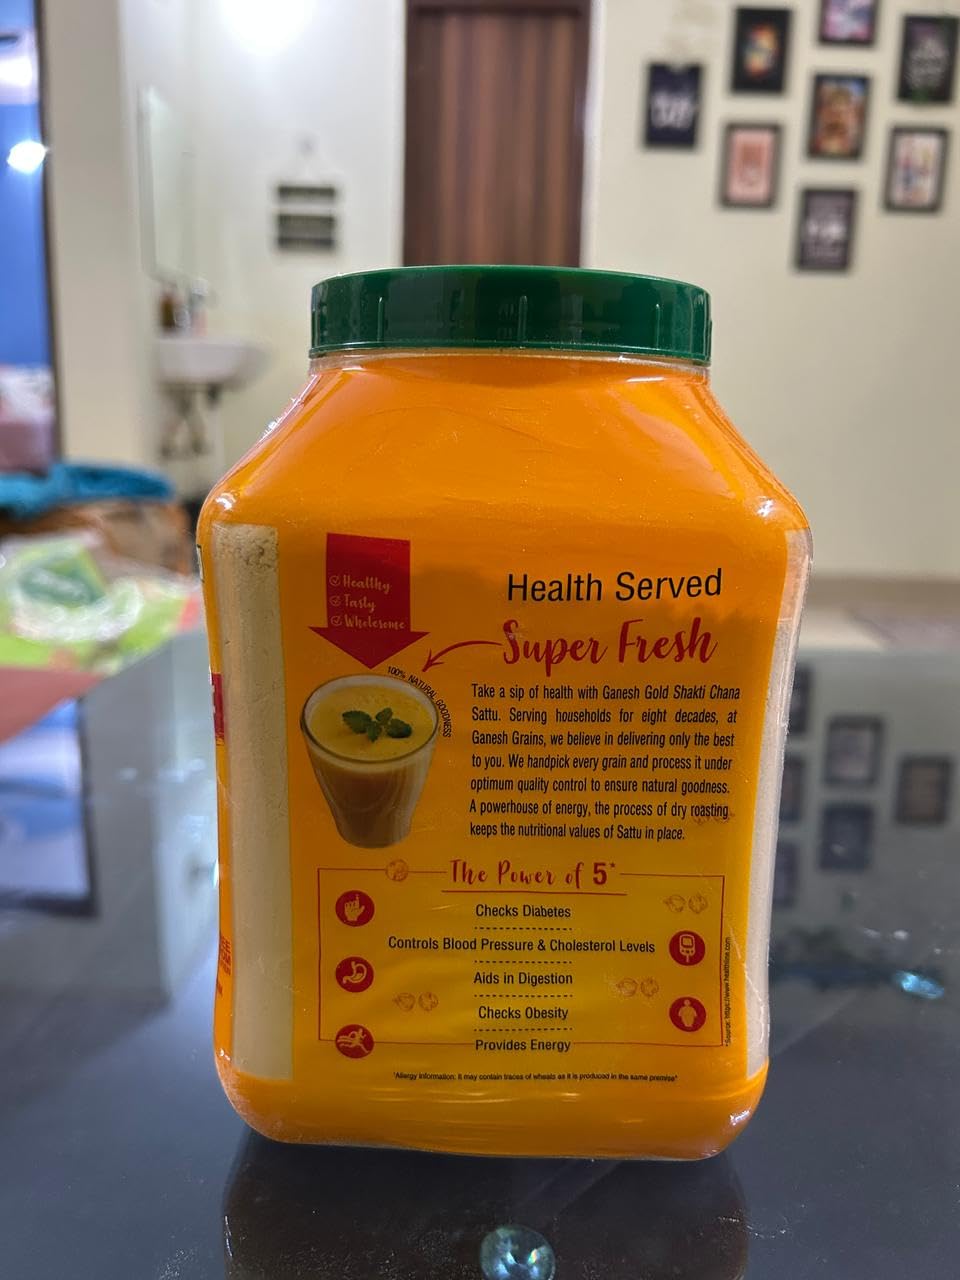 Healthy
Tasty
Wholesome
Health Served
Super Fresh
100% NATURAL GOODNESS
Take a sip of health with Ganesh Gold Shakti Chana
Sattu. Serving households for eight decades, at
Ganesh Grains, we believe in delivering only the best
to you. We handpick every grain and process it under
optimum quality control to ensure natural goodness.
A powerhouse of energy, the process of dry roasting
keeps the nutritional values of Sattu in place.
The Power of 5*
Checks Diabetes
Controls Blood Pressure & Cholesterol Levels
Aids in Digestion
Checks Obesity
Provides Energy
*Source: https://www.healthline.com
*Allergy Information: It may contain traces of wheats as it is produced in the same premise*